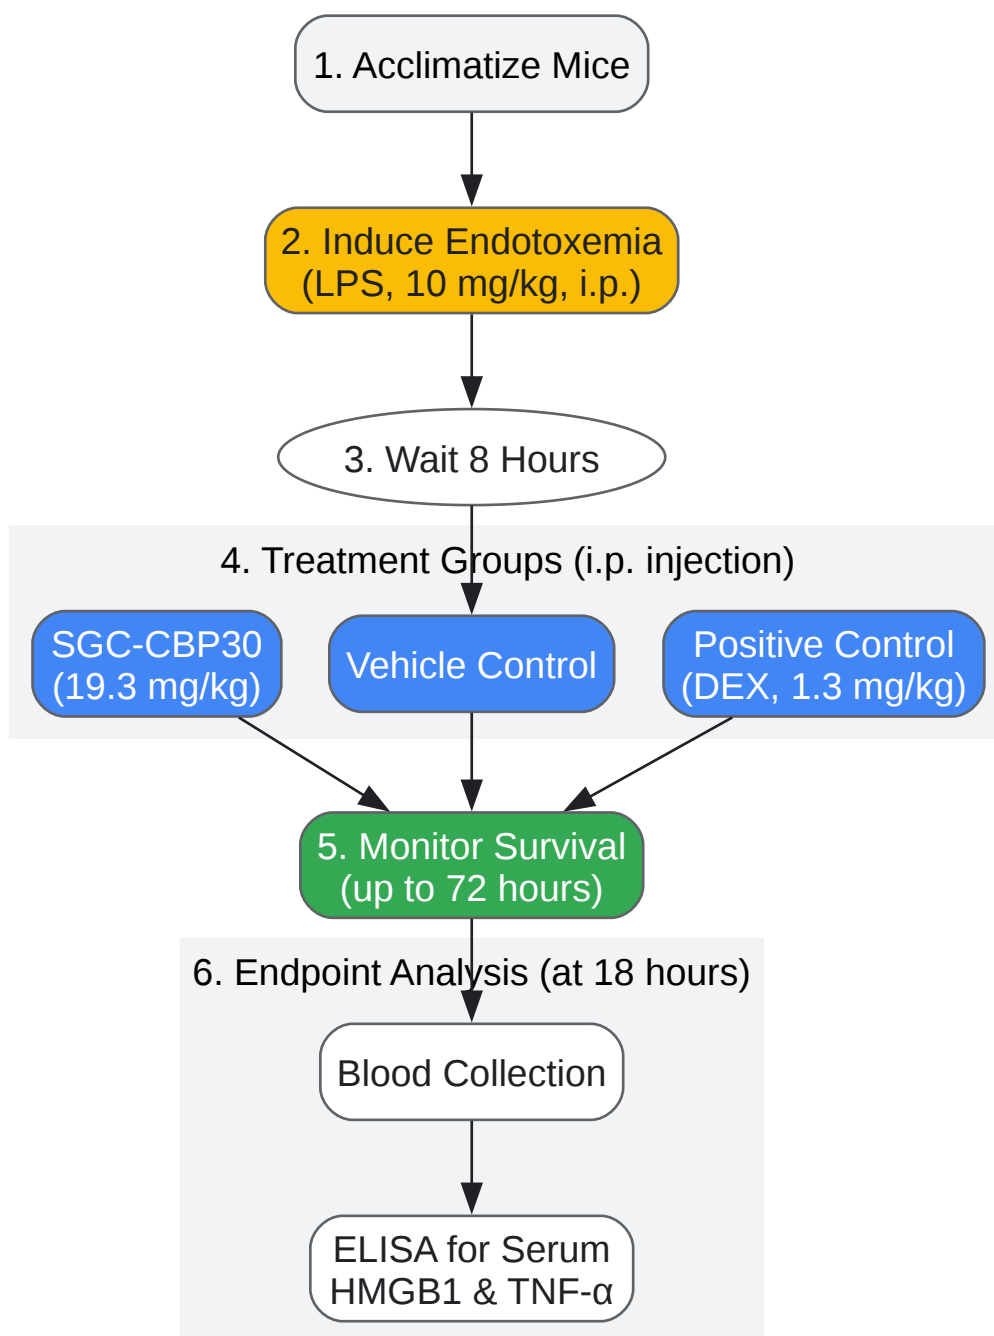 1. Acclimatize Mice
2. Induce Endotoxemia
(LPS, 10 mg/kg, i.p.)
3. Wait 8 Hours
4. Treatment Groups (i.p. injection)
SGC-CBP30
(19.3 mg/kg)
Vehicle Control
Positive Control
(DEX, 1.3 mg/kg)
5. Monitor Survival
(up to 72 hours)
6. Endpoint Analysis (at 18 hours)
Blood Collection
ELISA for Serum
HMGB1 & TNF-α